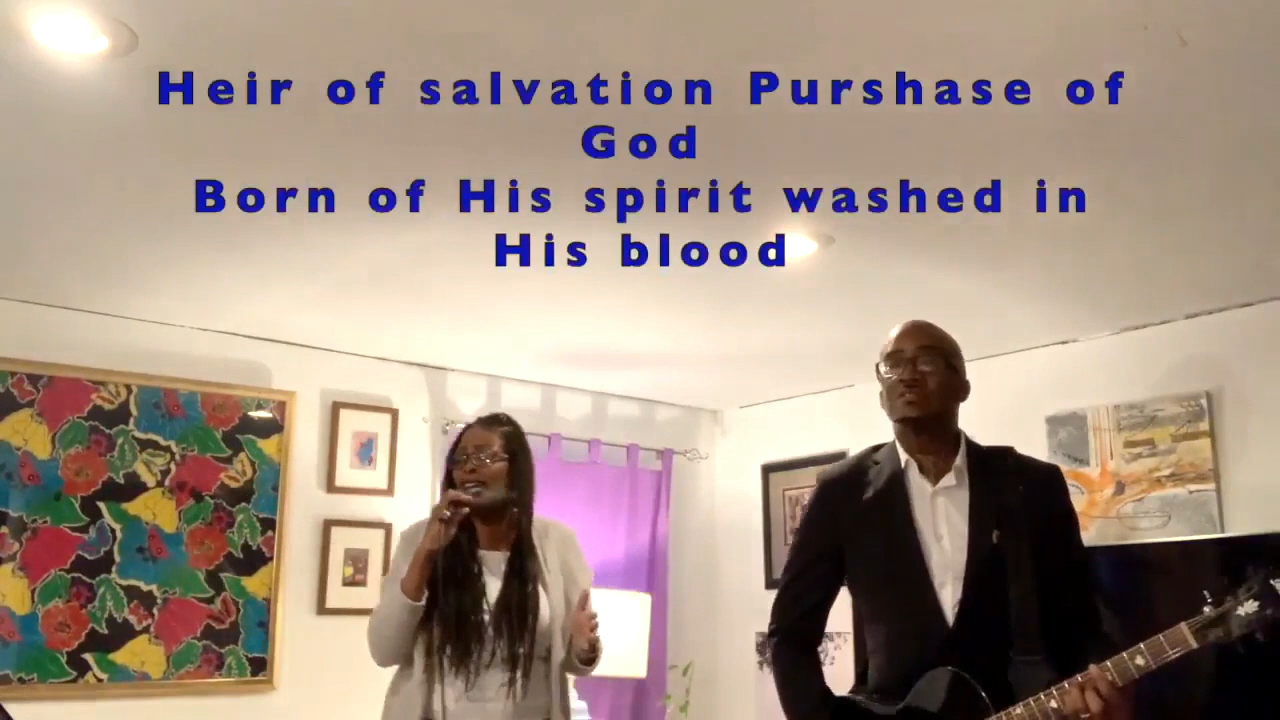 Heir of salvation Purshase of
God
Born of His spirit washed in
His blood